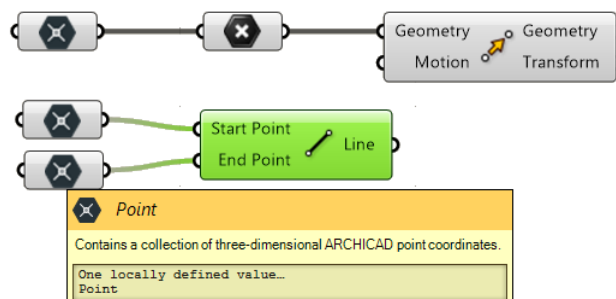 Geometry Geometry
Motion Transform
Start Point
End Point
Line
Point
Contains a collection of three-dimensional ARCHICAD point coordinates.
One locally defined value…
Point